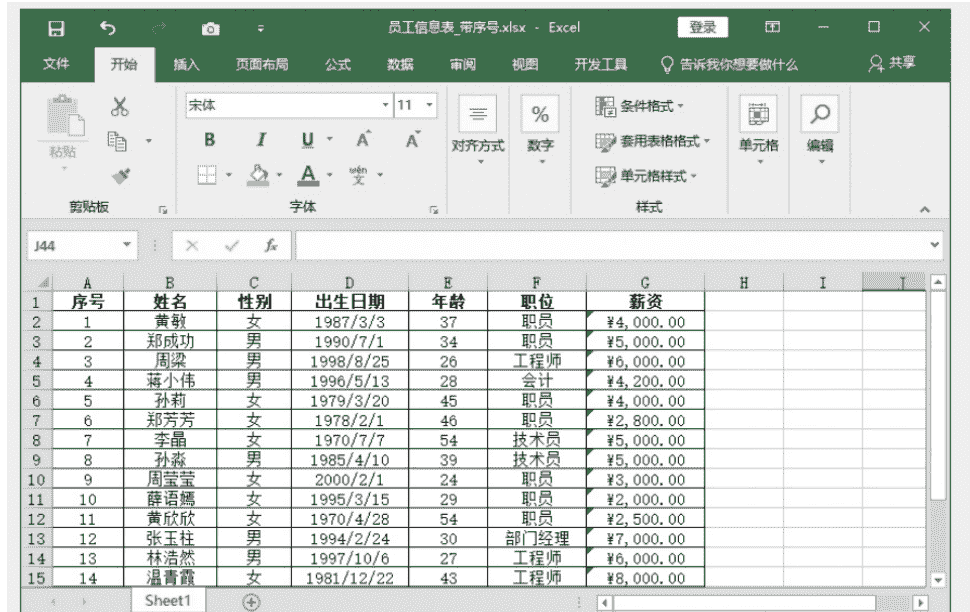 员工信息表_带序号.xlsx - Excel 登录
文件 开始 插入 页面布局 公式 数据 审阅 视图 开发工具 告诉我你想要做什么 共享
宋体 11
B I U A A
A wén 文
粘贴
对齐方式 % 数字
条件格式
套用表格格式
单元格样式
单元格 编辑
剪贴板 字体 样式
J44 fx
A B C D E F G H I J
1 序号 姓名 性别 出生日期 年龄 职位 薪资
2 1 黄敏 女 1987/3/3 37 职员 ¥4,000.00
3 2 郑成功 男 1990/7/1 34 职员 ¥5,000.00
4 3 周梁 男 1998/8/25 26 工程师 ¥6,000.00
5 4 蒋小伟 男 1996/5/13 28 会计 ¥4,200.00
6 5 孙莉 女 1979/3/20 45 职员 ¥4,000.00
7 6 郑芳芳 女 1978/2/1 46 职员 ¥2,800.00
8 7 李晶 女 1970/7/7 54 技术员 ¥5,000.00
9 8 孙淼 男 1985/4/10 39 技术员 ¥5,000.00
10 9 周莹莹 女 2000/2/1 24 职员 ¥3,000.00
11 10 薛语嫣 女 1995/3/15 29 职员 ¥2,000.00
12 11 黄欣欣 女 1970/4/28 54 职员 ¥2,500.00
13 12 张玉柱 男 1994/2/24 30 部门经理 ¥7,000.00
14 13 林浩然 男 1997/10/6 27 工程师 ¥6,000.00
15 14 温青霞 女 1981/12/22 43 工程师 ¥8,000.00
Sheet1